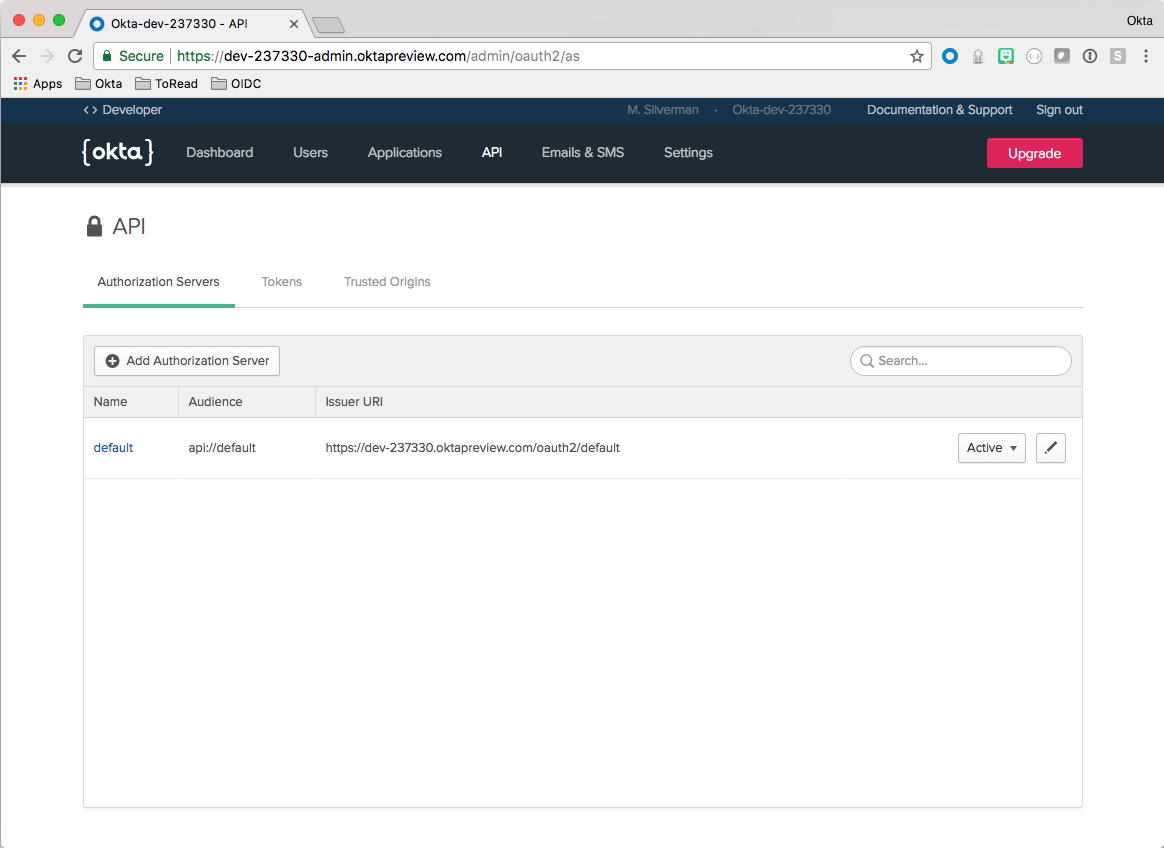 Okta-dev-237330 - API
Okta
Secure https://dev-237330-admin.oktapreview.com/admin/oauth2/as
Apps Okta ToRead OIDC
<> Developer M. Silverman · Okta-dev-237330 Documentation & Support Sign out
{okta} Dashboard Users Applications API Emails & SMS Settings Upgrade
API
Authorization Servers Tokens Trusted Origins
Add Authorization Server Search...
Name Audience Issuer URI
default api://default https://dev-237330.oktapreview.com/oauth2/default Active